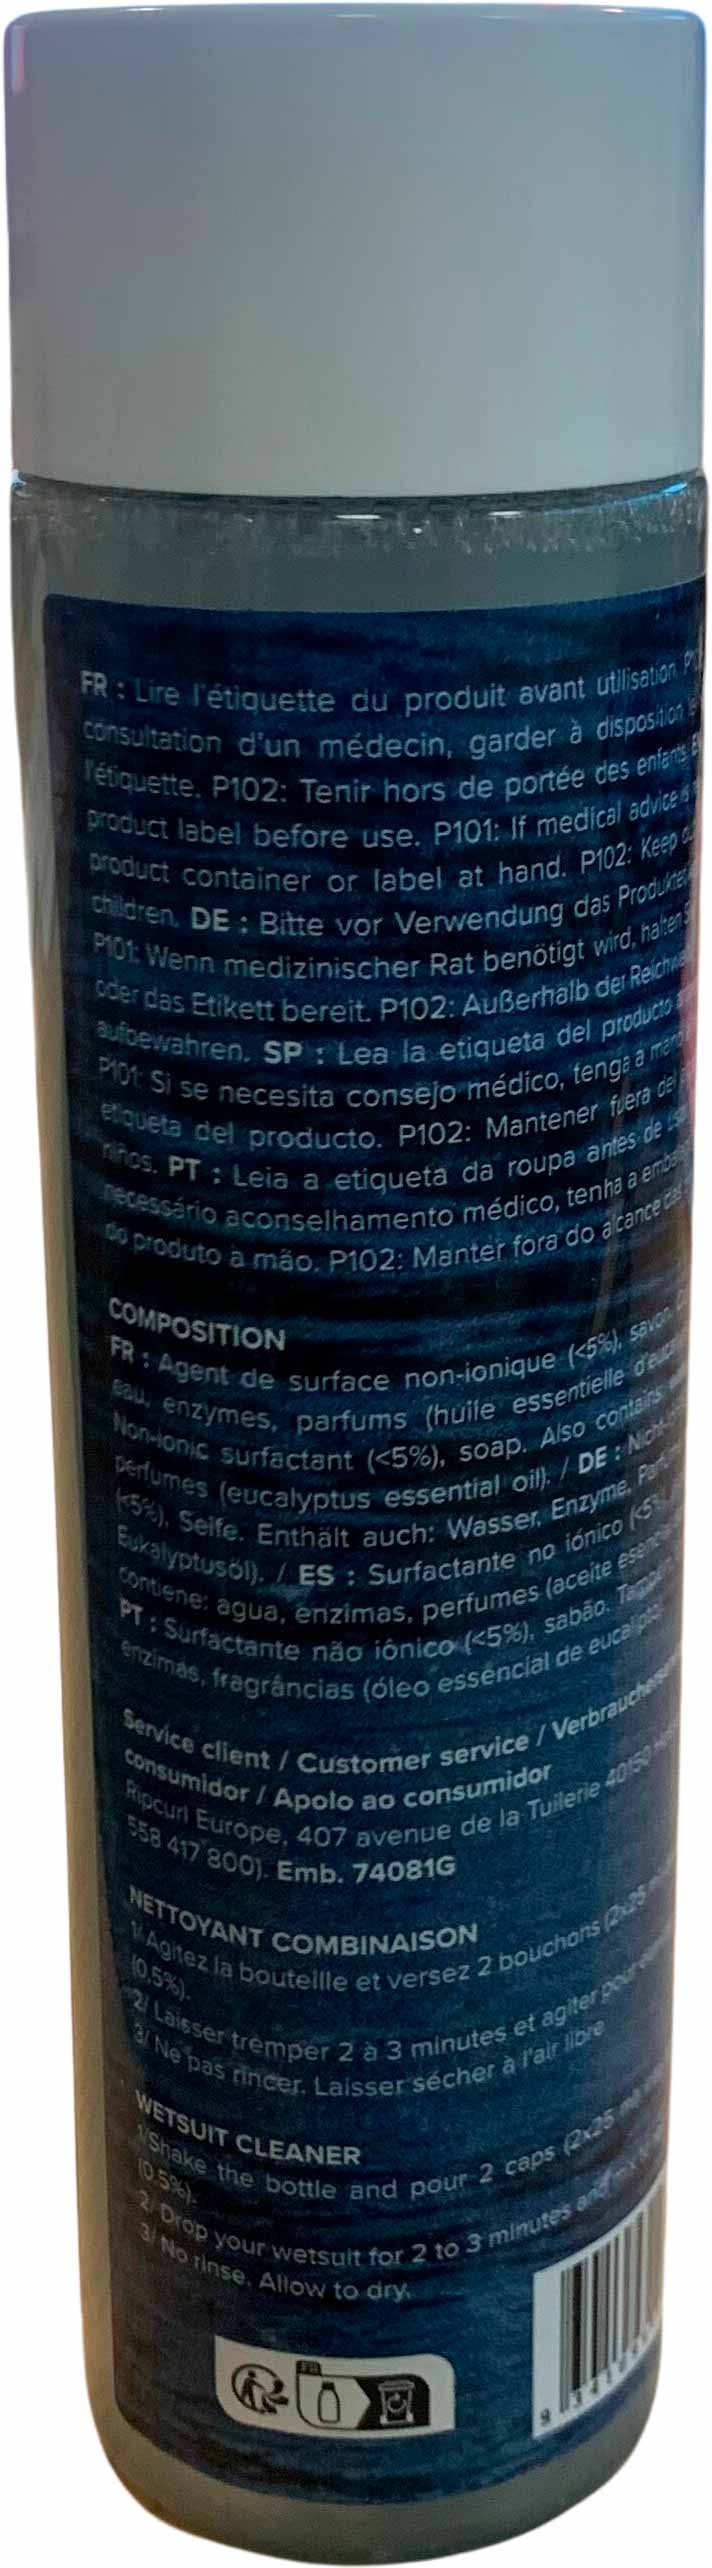 FR : Lire l'étiquette du produit avant utilisation.
consultation d'un médecin, garder à disposition
l'étiquette. P102: Tenir hors de portée des enfants.
product label before use. P101: If medical advice is
product container or label at hand. P102: Keep
children. DE : Bitte vor Verwendung das Produktet
P101: Wenn medizinischer Rat benötigt wird, halten
oder das Etikett bereit. P102: Außerhalb der
aufbewahren. SP : Lea la etiqueta del producto
P101: Si se necesita consejo médico, tenga a mano
etiqueta del producto. P102: Mantener fuera del
niños. PT : Leia a etiqueta da roupa antes de
necessário aconselhamento médico, tenha a
do produto à mão. P102: Manter fora do alcance das
COMPOSITION
FR : Agent de surface non-ionique (<5%), savon.
eau, enzymes, parfums (huile essentielle
Non-ionic surfactant (<5%), soap. Also contains
perfumes (eucalyptus essential oil). / DE :
(<5%), Seife. Enthält auch: Wasser, Enzyme,
Eukalyptusöl). / ES : Surfactante no iónico (<5%
contiene: agua, enzimas, perfumes (aceite
PT : Surfactante não iônico (<5%), sabão.
enzimas, fragrâncias (óleo essencial de
Service client / Customer service /
consumidor / Apolo ao consumidor
Ripcurl Europe, 407 avenue de la Tuilerie 40150
558 417 800). Emb. 74081G
NETTOYANT COMBINAISON
1/ Agitez la bouteille et versez 2 bouchons (2x25
(0,5%).
2/ Laisser tremper 2 à 3 minutes et agiter
3/ Ne pas rincer. Laisser sécher à l'air libre
WETSUIT CLEANER
1/Shake the bottle and pour 2 caps (2x25
(0.5%).
2/ Drop your wetsuit for 2 to 3 minutes and
3/ No rinse. Allow to dry.
FR